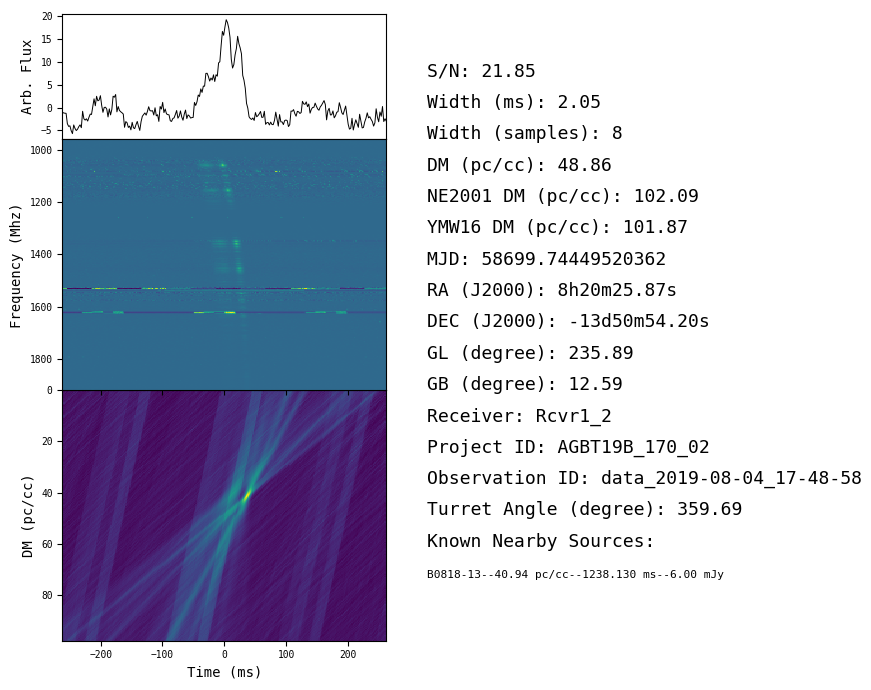 20
15
10
5
0
−5
Arb. Flux
1000
1200
1400
1600
1800
Frequency (Mhz)
0
20
40
60
80
DM (pc/cc)
−200 −100 0 100 200
Time (ms)
S/N: 21.85
Width (ms): 2.05
Width (samples): 8
DM (pc/cc): 48.86
NE2001 DM (pc/cc): 102.09
YMW16 DM (pc/cc): 101.87
MJD: 58699.74449520362
RA (J2000): 8h20m25.87s
DEC (J2000): -13d50m54.20s
GL (degree): 235.89
GB (degree): 12.59
Receiver: Rcvr1_2
Project ID: AGBT19B_170_02
Observation ID: data_2019-08-04_17-48-58
Turret Angle (degree): 359.69
Known Nearby Sources:
B0818-13--40.94 pc/cc--1238.130 ms--6.00 mJy